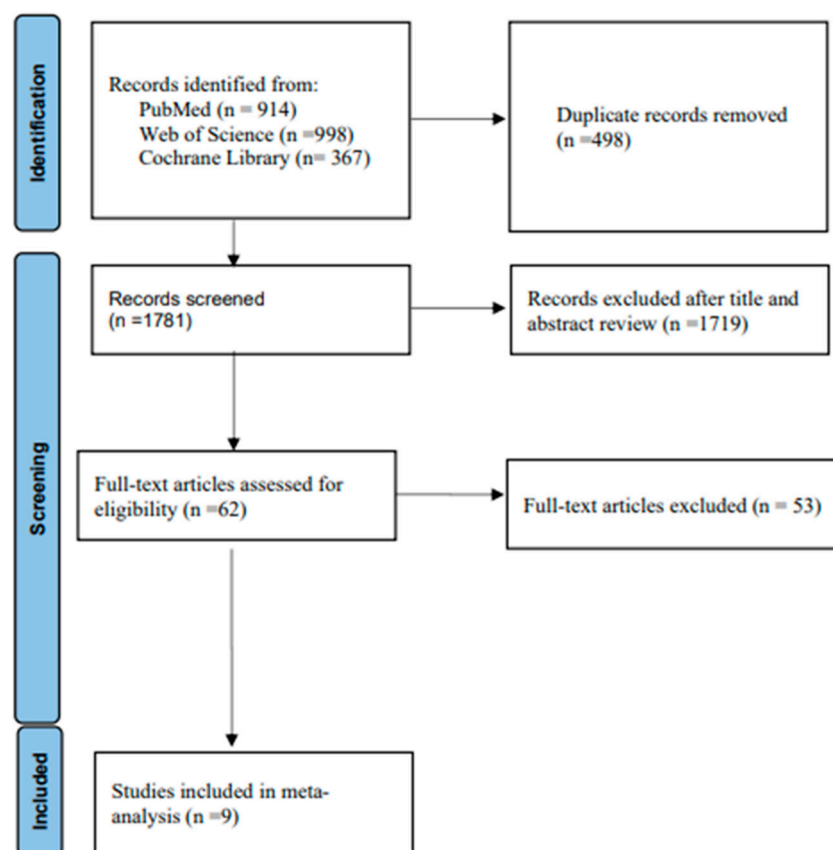 Identification
Records identified from:
PubMed (n = 914)
Web of Science (n =998)
Cochrane Library (n= 367)
Duplicate records removed
(n =498)
Screening
Records screened
(n =1781)
Records excluded after title and
abstract review (n =1719)
Full-text articles assessed for
eligibility (n =62)
Full-text articles excluded (n = 53)
Included
Studies included in meta-
analysis (n =9)